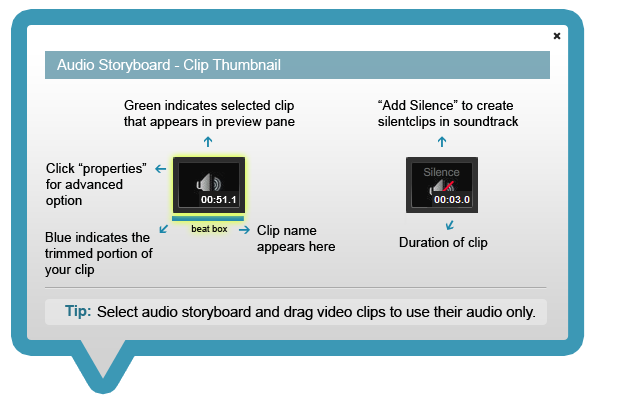 Audio Storyboard - Clip Thumbnail
Green indicates selected clip
that appears in preview pane
“Add Silence” to create
silentclips in soundtrack
Click “properties”
for advanced
option
00:51.1
Silence
00:03.0
Blue indicates the
trimmed portion of
your clip
beat box
Clip name
appears here
Duration of clip
Tip: Select audio storyboard and drag video clips to use their audio only.